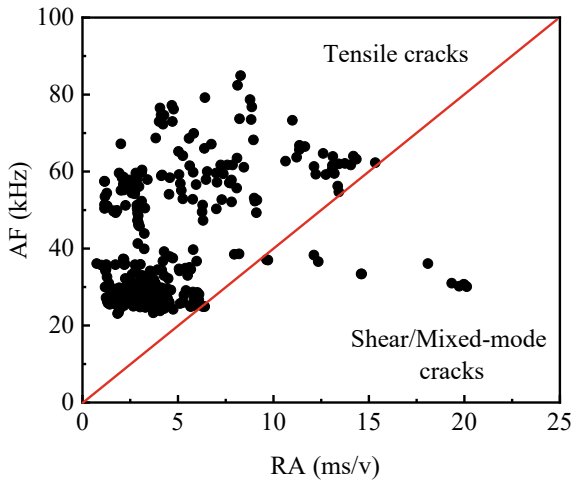 100
80
60
40
20
0
AF (kHz)
Tensile cracks
Shear/Mixed-mode
cracks
0 5 10 15 20 25
RA (ms/v)